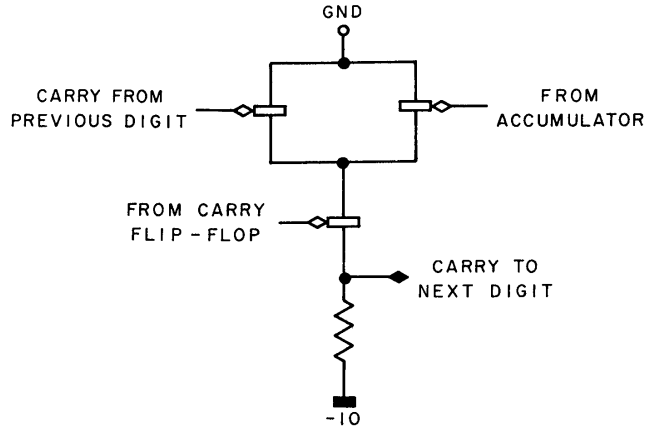 GND
CARRY FROM
PREVIOUS DIGIT
FROM
ACCUMULATOR
FROM CARRY
FLIP-FLOP
CARRY TO
NEXT DIGIT
-10